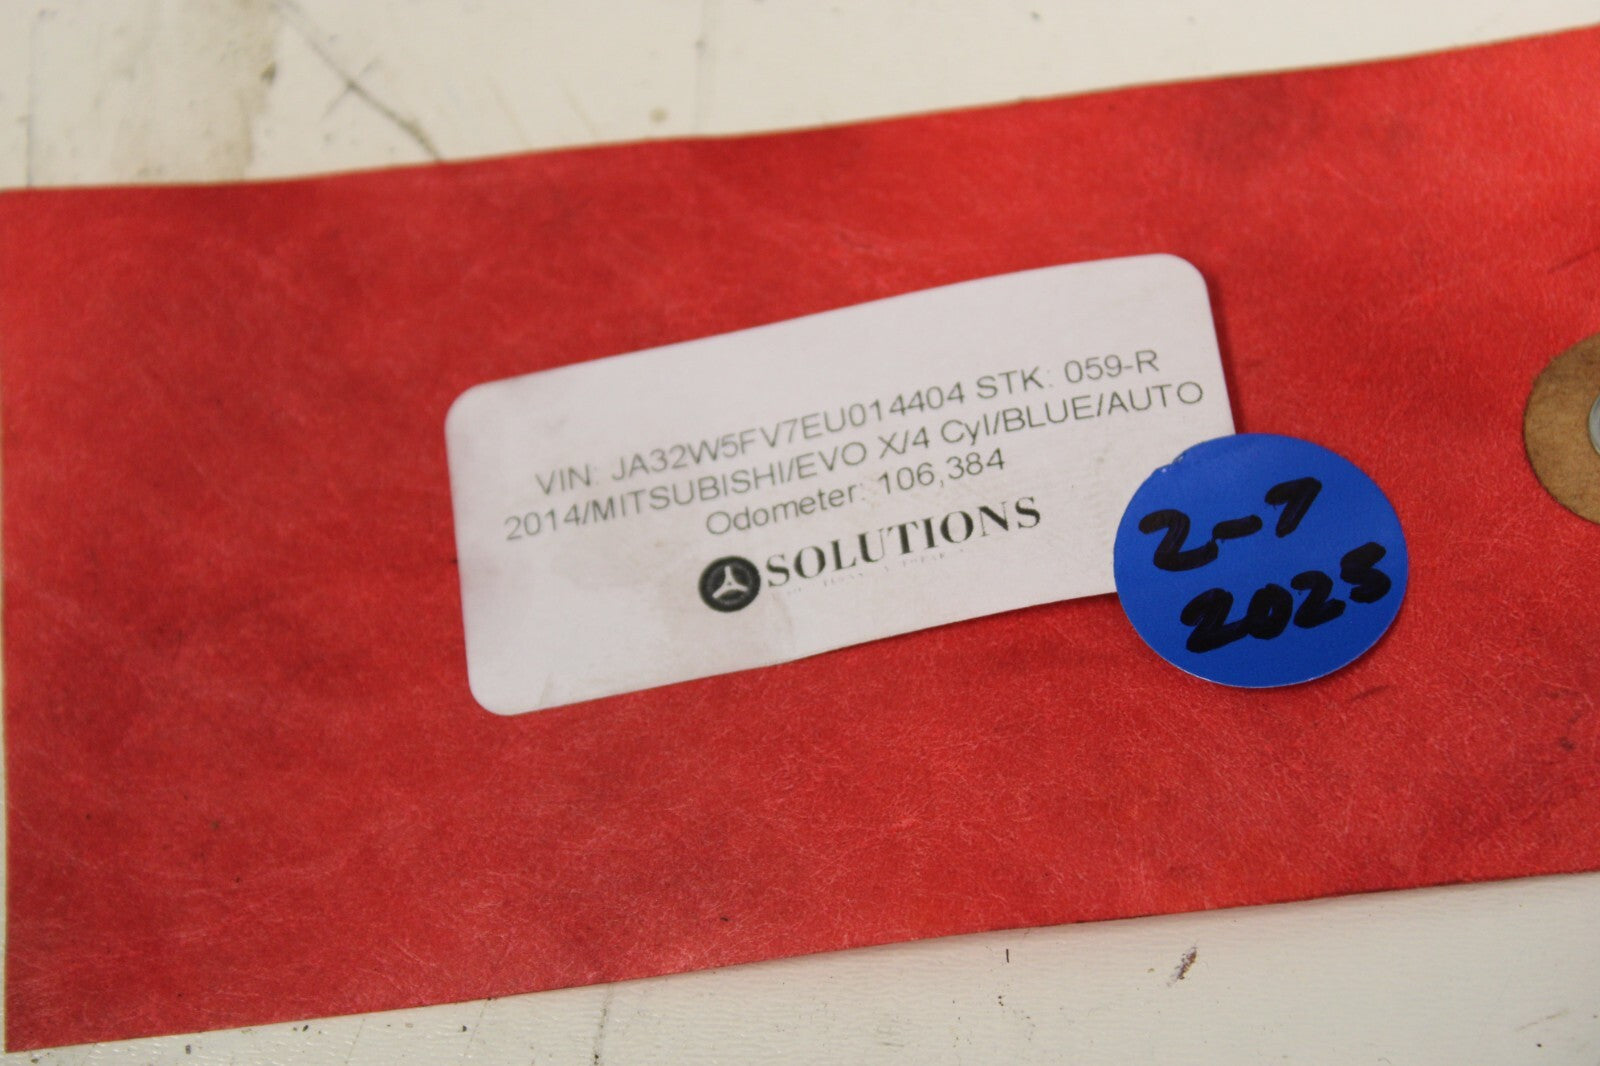 VIN: JA32W5FV7EU014404 STK: 059-R
2014/MITSUBISHI/EVO X/4 Cyl/BLUE/AUTO
Odometer: 106,384
SOLUTIONS
2-7
2025